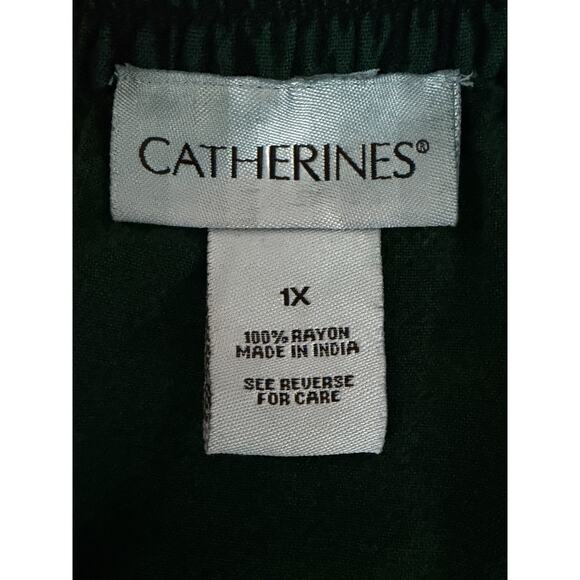 CATHERINES®
1X
100% RAYON
MADE IN INDIA
SEE REVERSE
FOR CARE